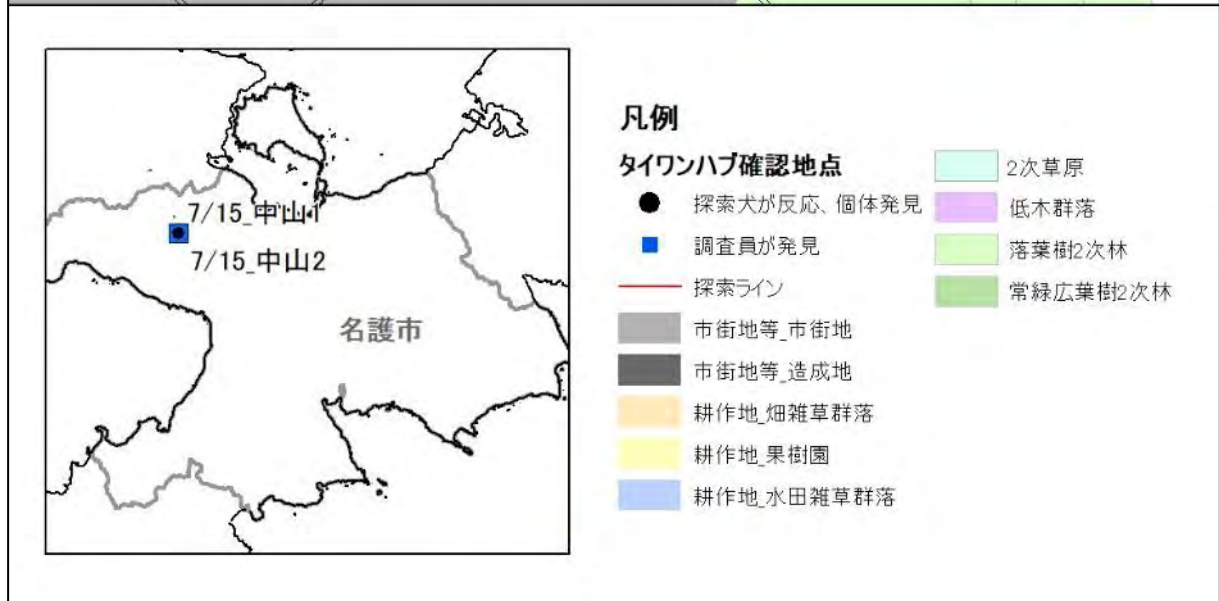 7/15_中山1
7/15_中山2
名護市
凡例
タイワンハブ確認地点
探索犬が反応、個体発見
調査員が発見
探索ライン
市街地等_市街地
市街地等_造成地
耕作地_畑雑草群落
耕作地_果樹園
耕作地_水田雑草群落
2次草原
低木群落
落葉樹2次林
常緑広葉樹2次林